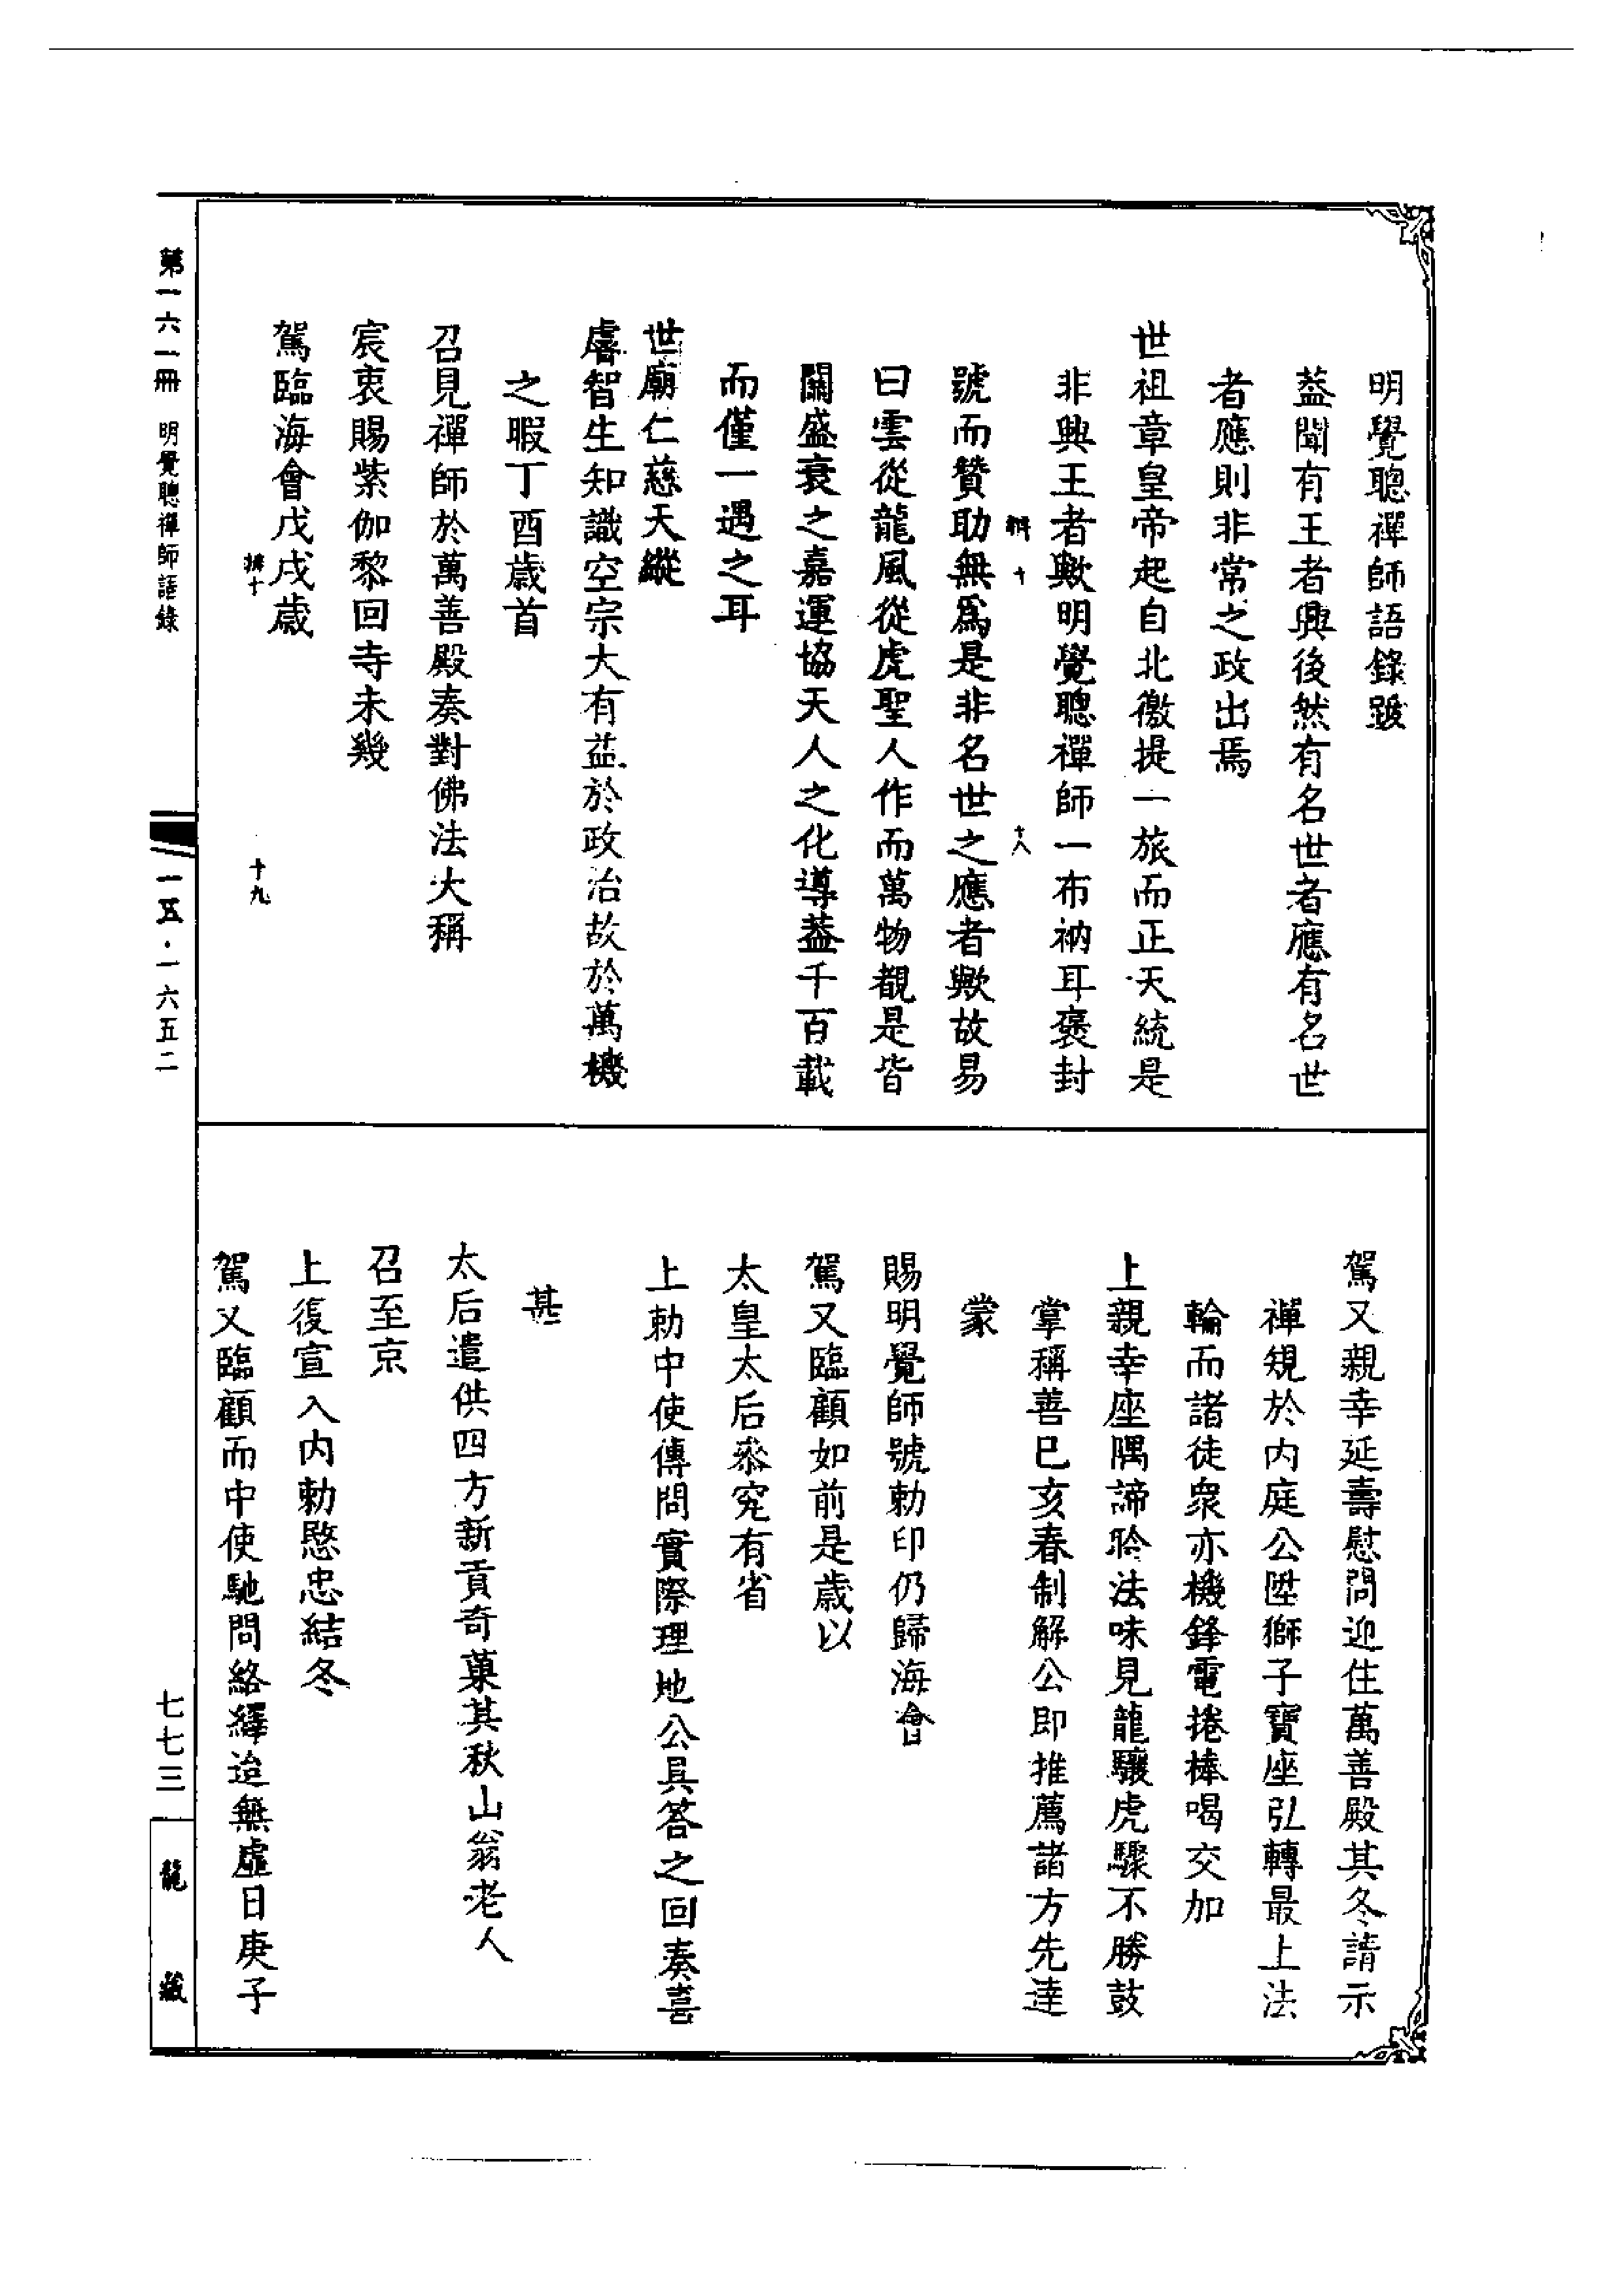 明覺聰禪師語錄跋
葢聞有王者興後然有名世者應有名世
者應則非常之政出焉
世祖章皇帝起自北徼提一旅而正天統是
非興王者歟明覺聰禪師一布衲耳褒封
十
十八
號而贊助無爲是非名世之應者歟故易
曰雲從龍風從虎聖人作而萬物覩是皆
關盛衰之嘉運協天人之化導葢千百載
而僅一遇之耳
世廟仁慈天縱
睿智生知識空宗大有益於政治故於萬機
之暇丁酉歲首
召見禪師於萬善殿奏對佛法大稱
宸衷賜紫伽黎回寺未幾
駕臨海會戊戌歲
十
十九
駕又親幸延壽慰問迎住萬善殿其冬請示
禪規於内庭公陞獅子寶座弘轉最上法
輪而諸徒衆亦機鋒電捲棒喝交加
上親幸座隅諦聆法味見龍驤虎驟不勝鼓
掌稱善已亥春制解公即推薦諸方先達
蒙
賜明覺師號勅印仍歸海會
駕又臨顧如前是歲以
太皇太后叅究有省
上勅中使傳問實際理地公具答之回奏喜
甚
太后遣供四方新貢奇菓其秋山翁老人
召至京
上復宣入内勅愍忠結冬
駕又臨顧而中使馳問絡繹迨無虛日庚子
第一六一冊 明覺聰禪師語錄 一五五·一六五二
七七三
龍藏